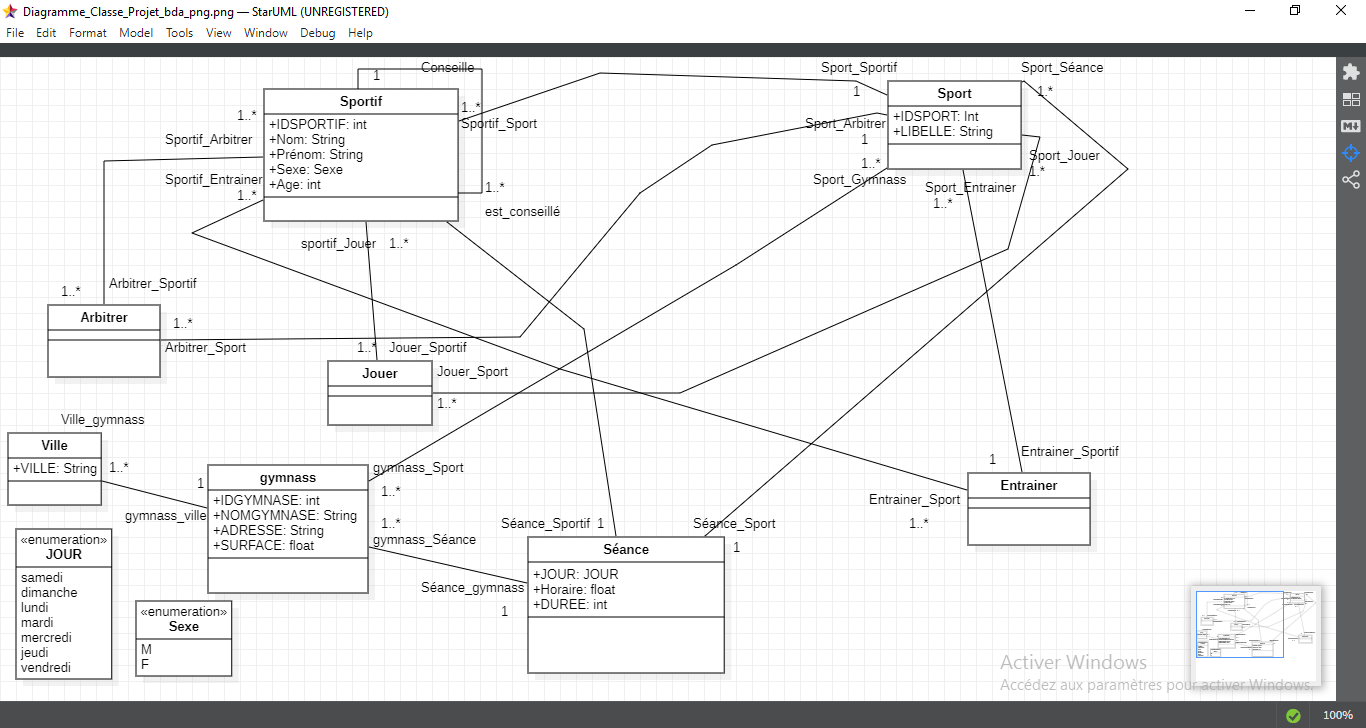 Diagramme_Classe_Projet_bda_png.png — StarUML (UNREGISTERED)
File Edit Format Model Tools View Window Debug Help
Conseille
1
Sportif
+IDSPORTIF: int
+Nom: String
+Prénom: String
+Sexe: Sexe
+Age: int
1..*
Sportif_Arbitrer
Sportif_Entrainer
1..*
1..*
Sportif_Sport
1..*
est_conseillé
sportif_Jouer 1..*
Sport_Sportif
1
Sport_Séance
1..*
Sport
+IDSPORT: Int
+LIBELLE: String
Sport_Arbitrer
1
1..*
Sport_Gymnass
Sport_Jouer
1..*
Sport_Entrainer
1..*
Arbitrer_Sportif
1..*
Arbitrer
1..*
Arbitrer_Sport
1..* Jouer_Sportif
Jouer
Jouer_Sport
1..*
Ville_gymnass
Ville
+VILLE: String
1..*
1
gymnass_ville
gymnass
+IDGYMNASE: int
+NOMGYMNASE: String
+ADRESSE: String
+SURFACE: float
gymnass_Sport
1..*
1..*
gymnass_Séance
Séance_gymnass
1
Séance_Sportif 1
Séance_Sport
1
Séance
+JOUR: JOUR
+Horaire: float
+DUREE: int
Entrainer_Sportif
1
Entrainer
Entrainer_Sport
1..*
«enumeration»
JOUR
samedi
dimanche
lundi
mardi
mercredi
jeudi
vendredi
«enumeration»
Sexe
M
F
Activer Windows
Accédez aux paramètres pour activer Windows.
M
100%